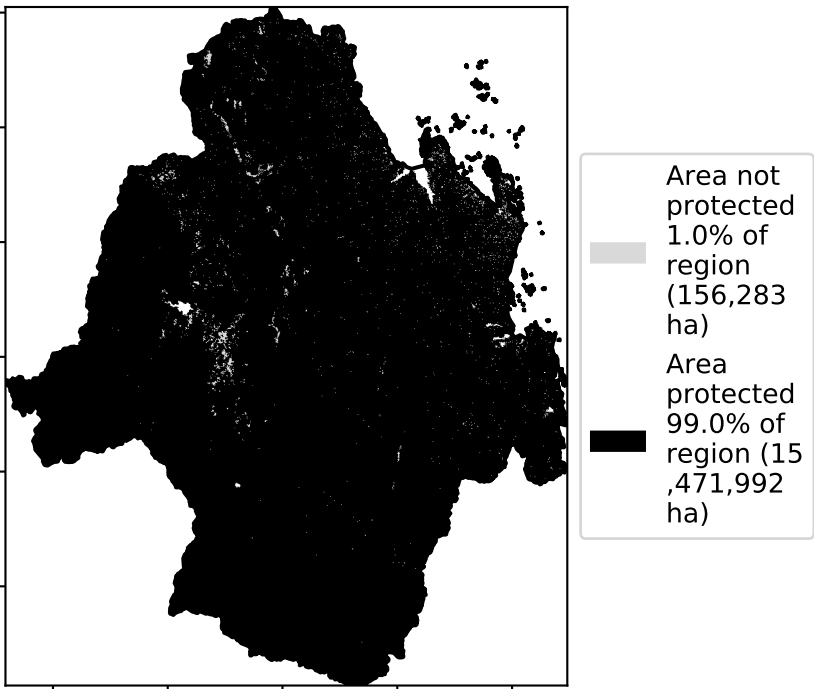 Area not
protected
1.0% of
region
(156,283
ha)
Area
protected
99.0% of
region (15
,471,992
ha)